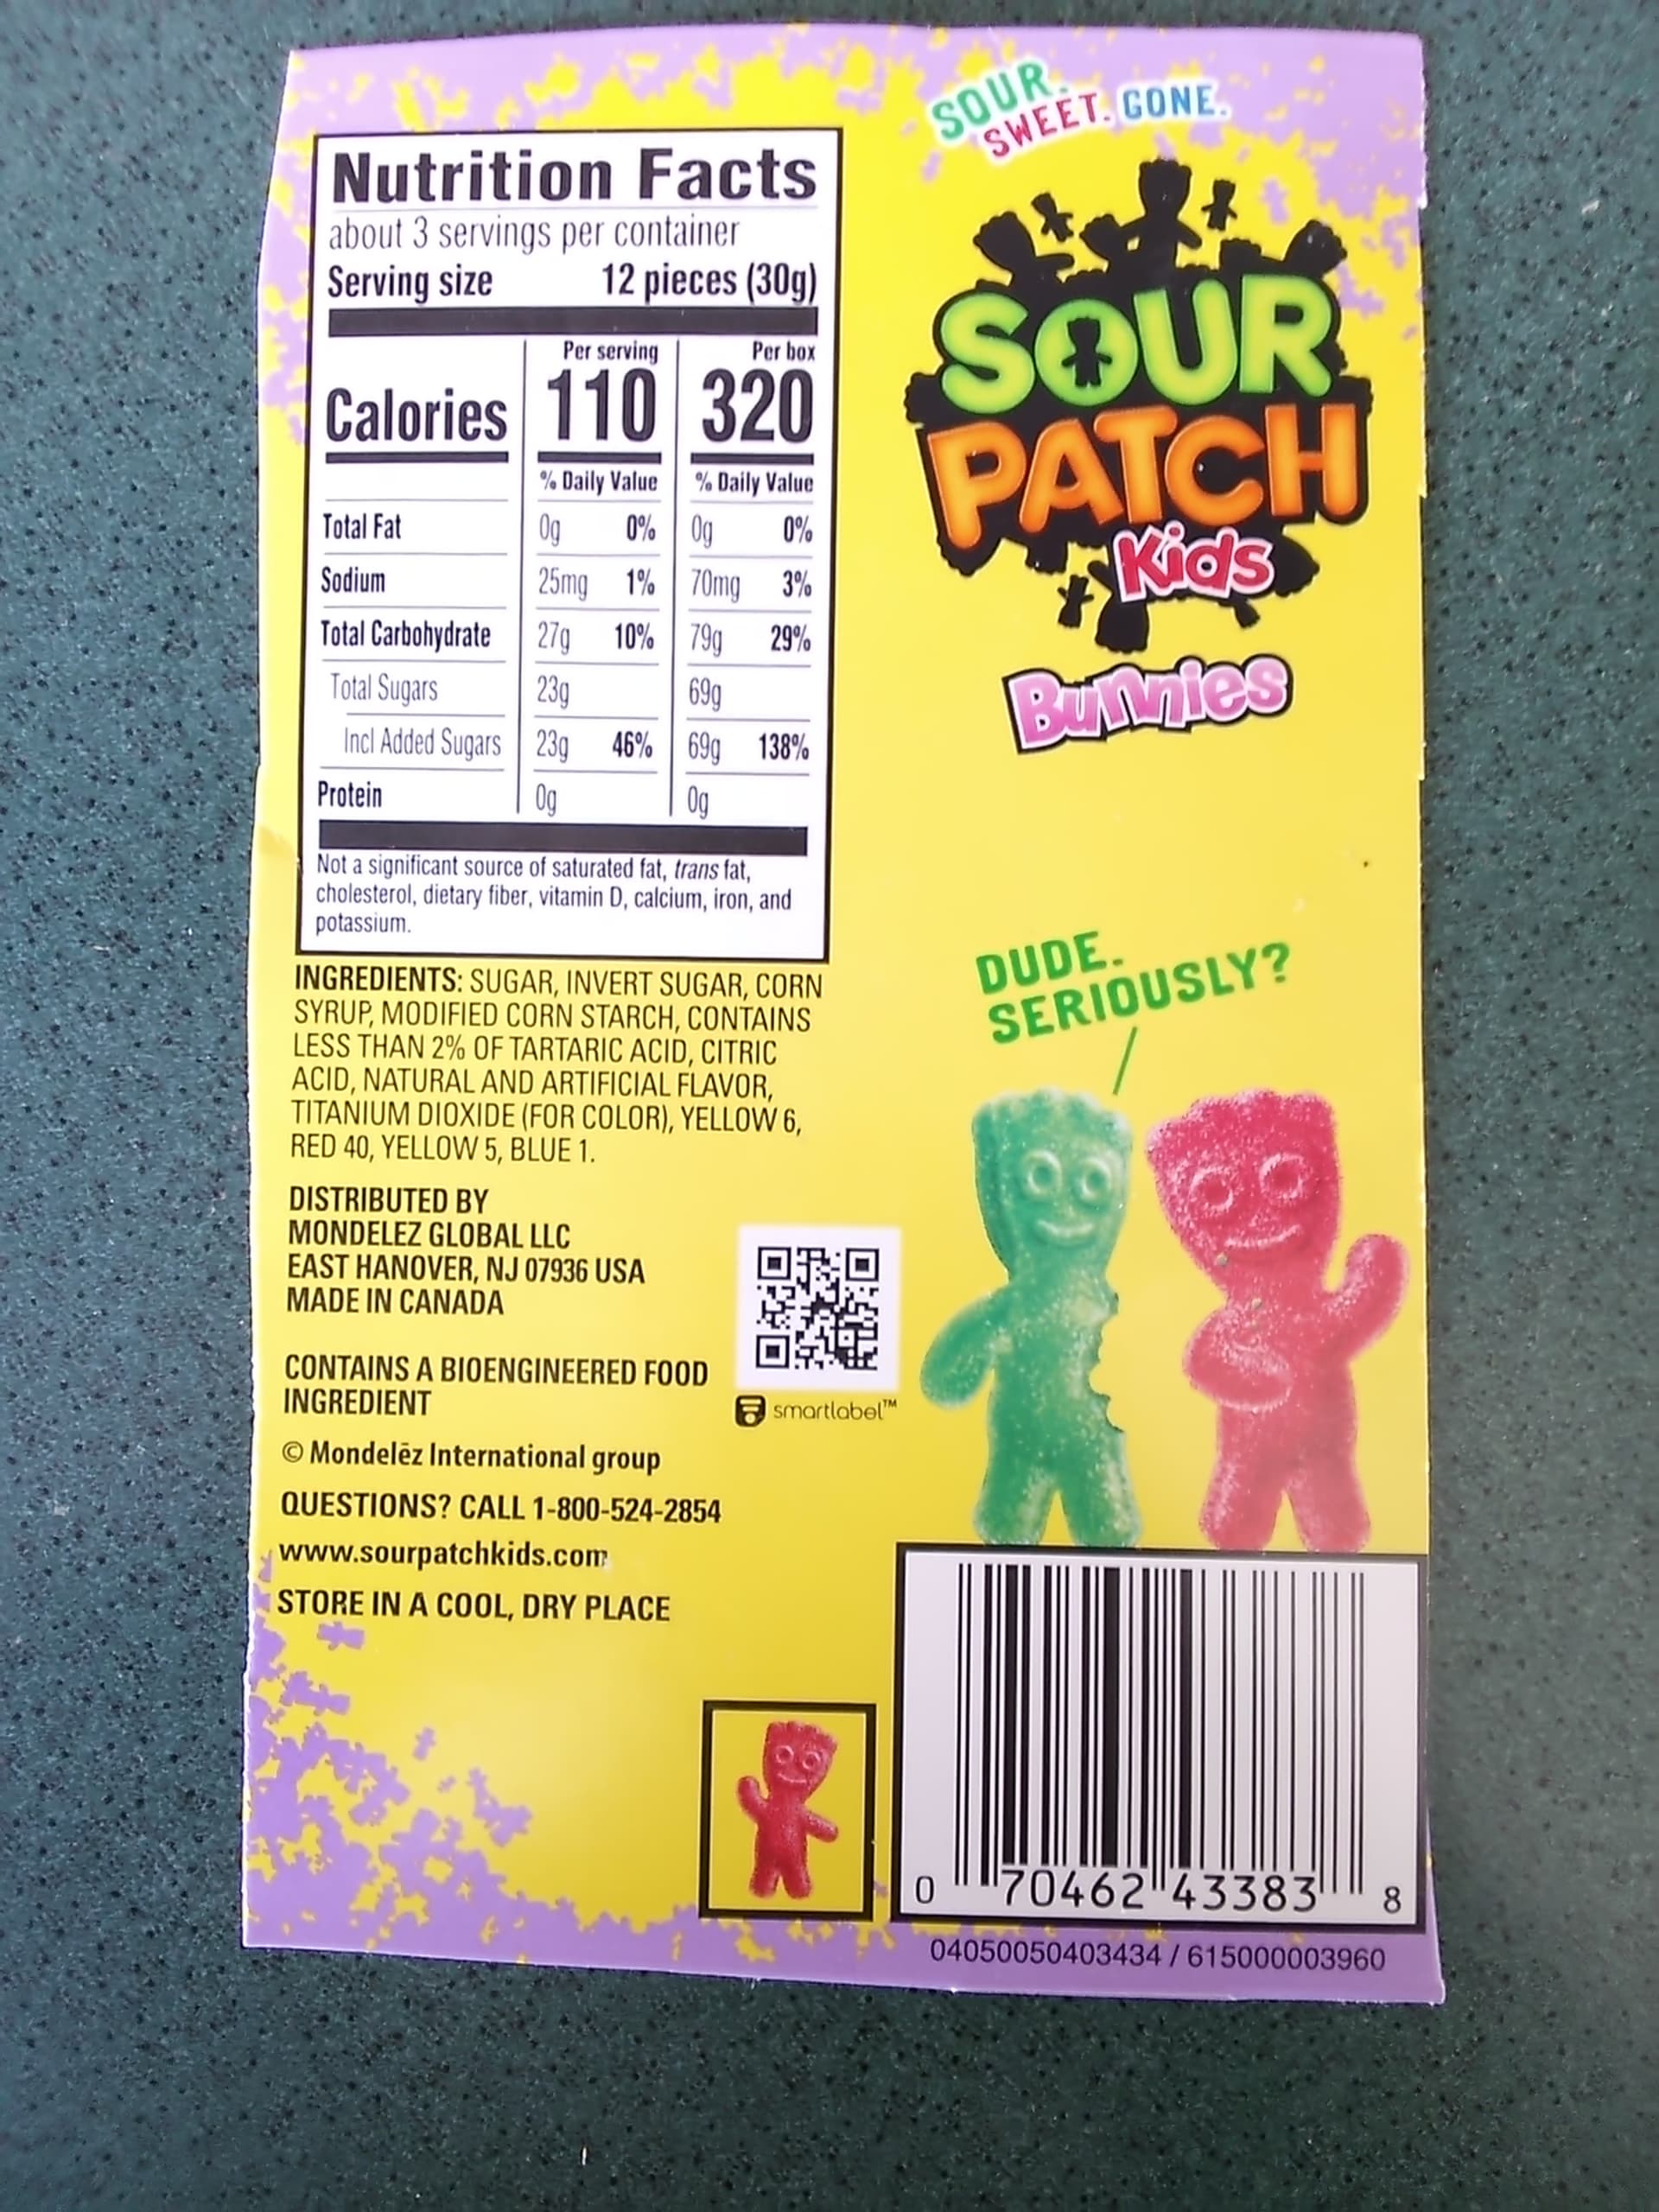 SOUR.
SWEET. GONE.
SOUR
PATCH
Kids
Bunnies
Nutrition Facts
about 3 servings per container
Serving size 12 pieces (30g)
Per serving Per box
Calories 110 320
% Daily Value % Daily Value
Total Fat 0g 0% 0g 0%
Sodium 25mg 1% 70mg 3%
Total Carbohydrate 27g 10% 79g 29%
Total Sugars 23g 69g
Incl Added Sugars 23g 46% 69g 138%
Protein 0g 0g
Not a significant source of saturated fat, trans fat,
cholesterol, dietary fiber, vitamin D, calcium, iron, and
potassium.
INGREDIENTS: SUGAR, INVERT SUGAR, CORN
SYRUP, MODIFIED CORN STARCH, CONTAINS
LESS THAN 2% OF TARTARIC ACID, CITRIC
ACID, NATURAL AND ARTIFICIAL FLAVOR,
TITANIUM DIOXIDE (FOR COLOR), YELLOW 6,
RED 40, YELLOW 5, BLUE 1.
DISTRIBUTED BY
MONDELEZ GLOBAL LLC
EAST HANOVER, NJ 07936 USA
MADE IN CANADA
CONTAINS A BIOENGINEERED FOOD
INGREDIENT
© Mondelēz International group
QUESTIONS? CALL 1-800-524-2854
www.sourpatchkids.com
STORE IN A COOL, DRY PLACE
smartlabel™
DUDE.
SERIOUSLY?
0 70462 43383 8
04050050403434 / 615000003960